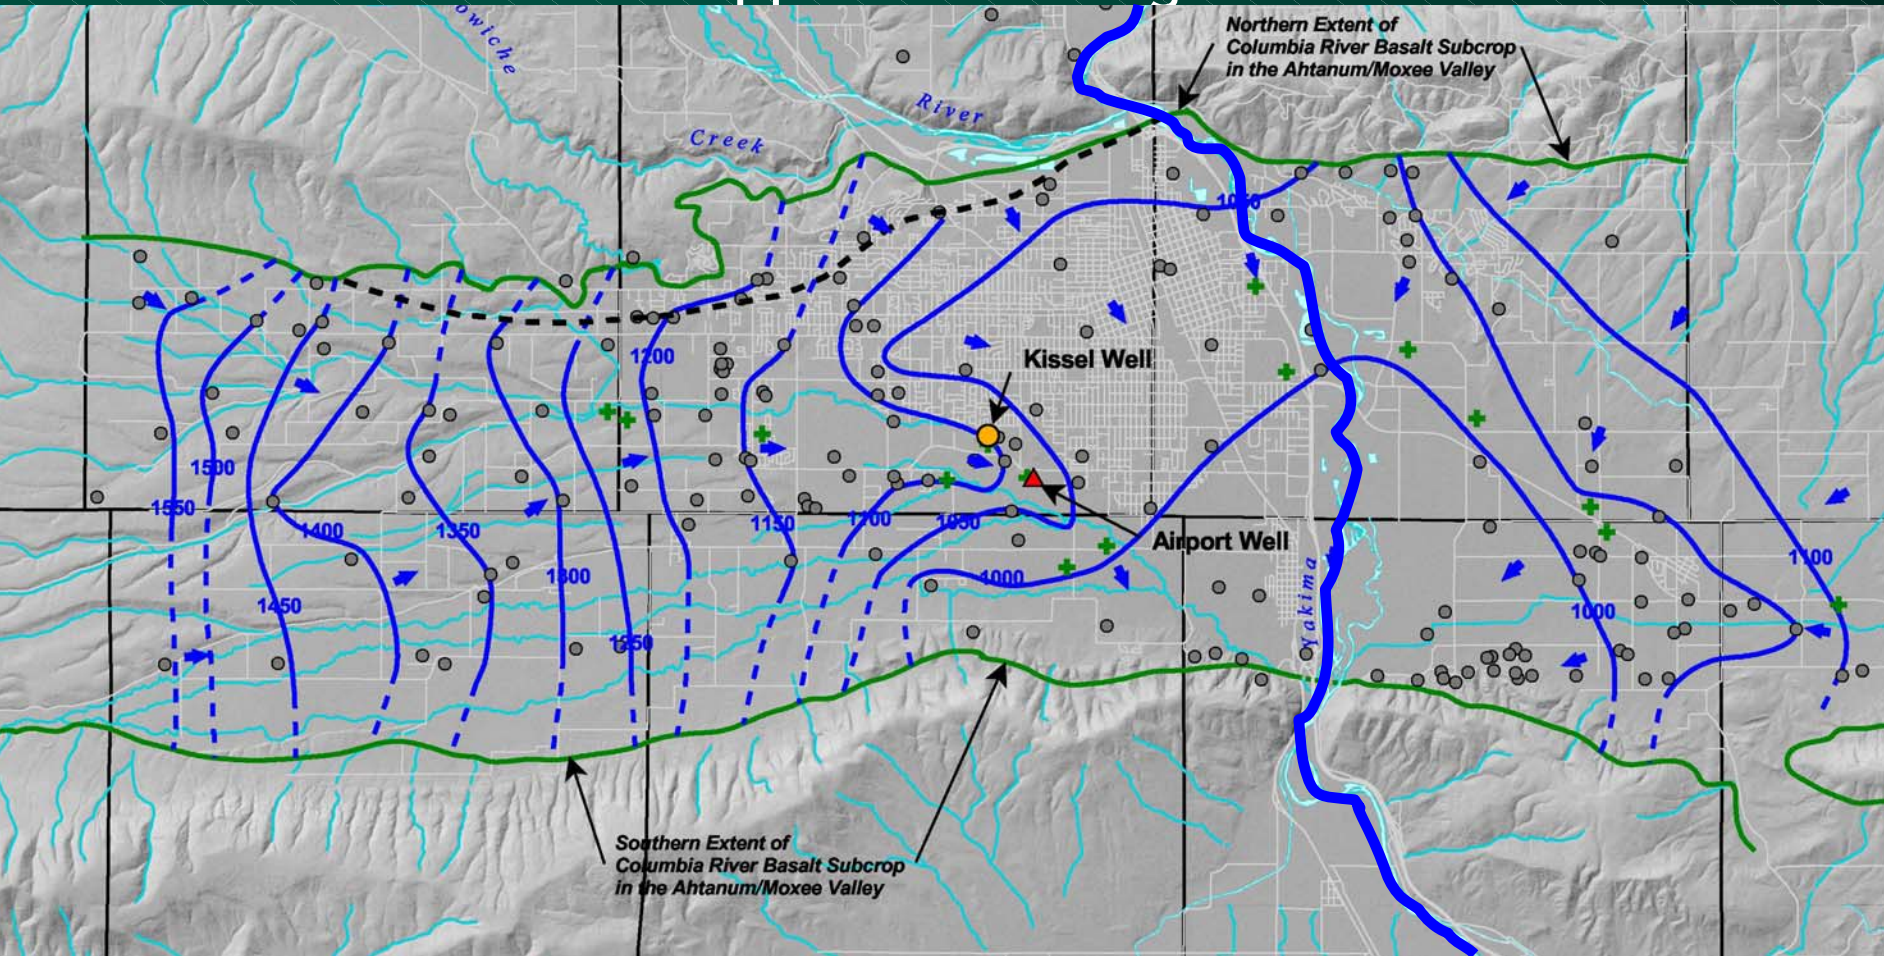 owiche
Northern Extent of
Columbia River Basalt Subcrop
in the Ahtanum/Moxee Valley
River
Creek
1050
1200
Kissel Well
1500
1550
1400
1350
1150
1100
1050
Airport Well
1000
1300
1450
1250
Yakima
1100
1000
Southern Extent of
Columbia River Basalt Subcrop
in the Ahtanum/Moxee Valley